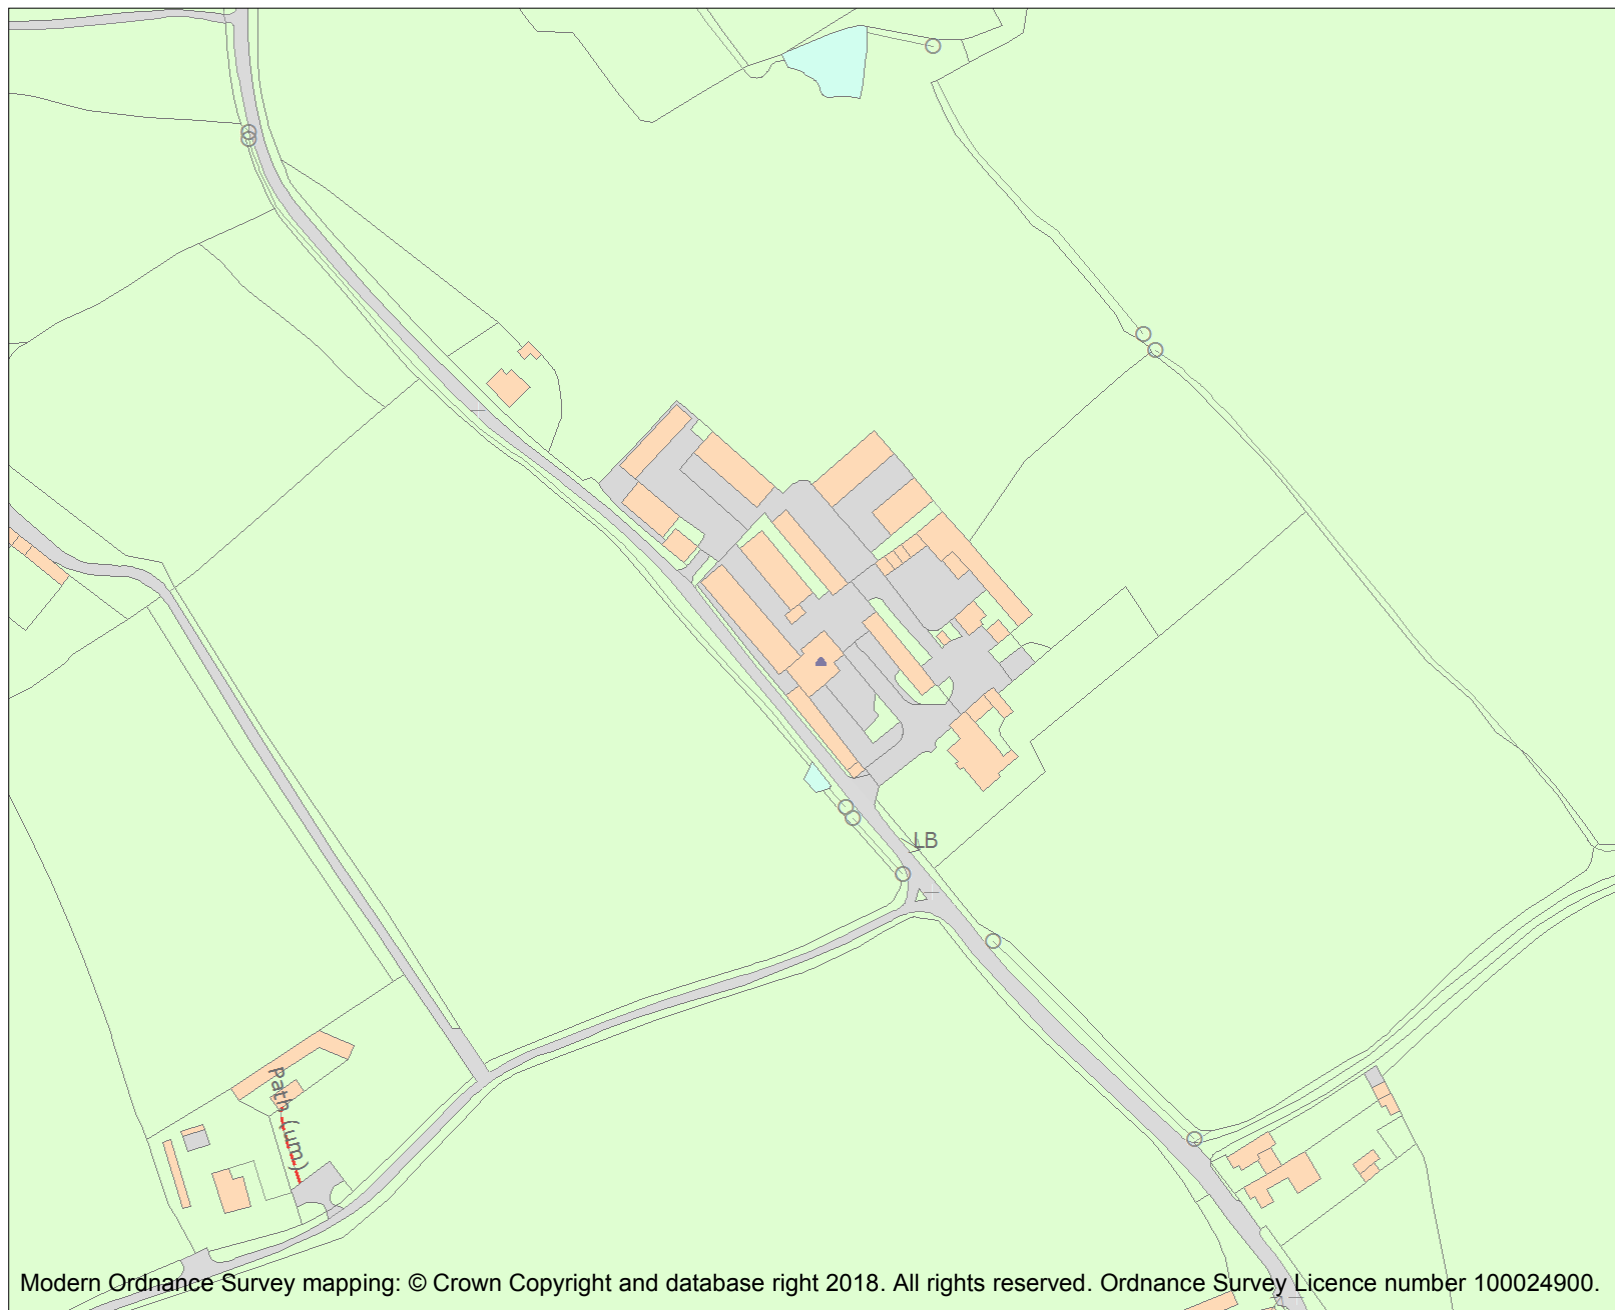 LB
Path (um)
Modern Ordnance Survey mapping: © Crown Copyright and database right 2018. All rights reserved. Ordnance Survey Licence number 100024900.